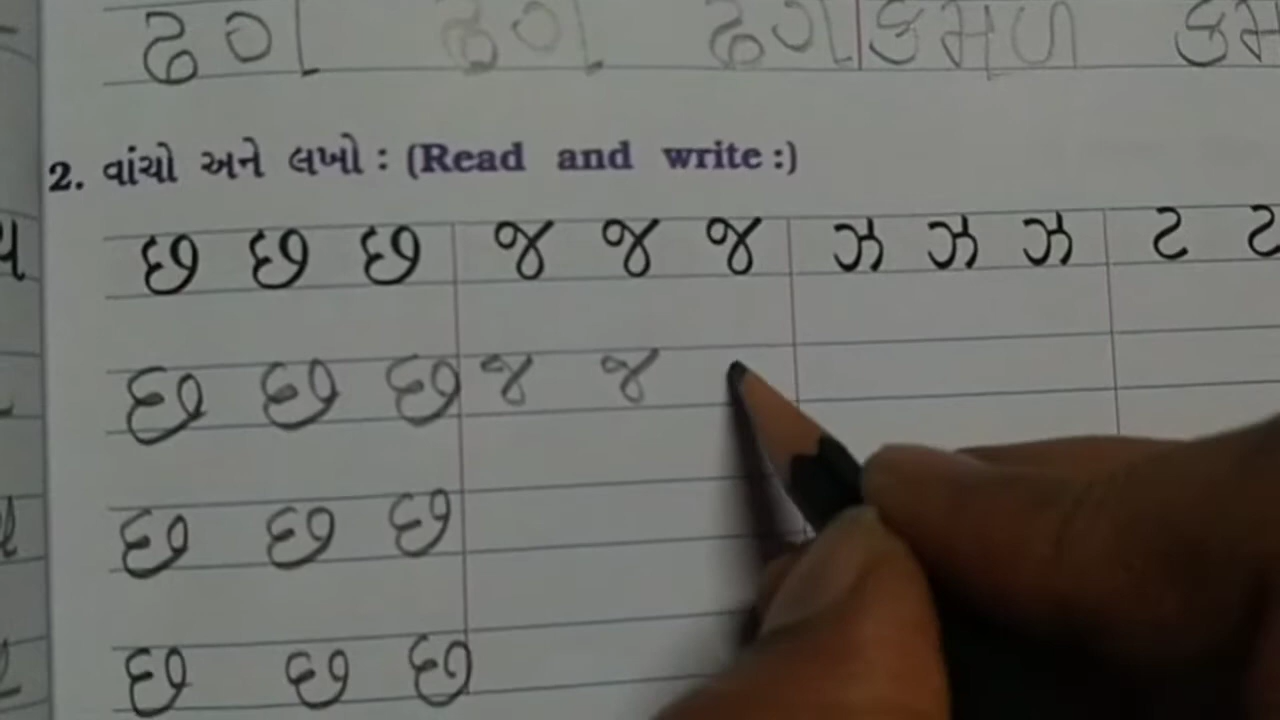 ઢગ ઢગ ઢગ કમળ કમ
2. વાંચો અને લખો : (Read and write :)
છ છ છ જ જ જ ઝ ઝ ઝ ટ ટ
છ છ છ જ જ
છ છ છ
છ છ છ